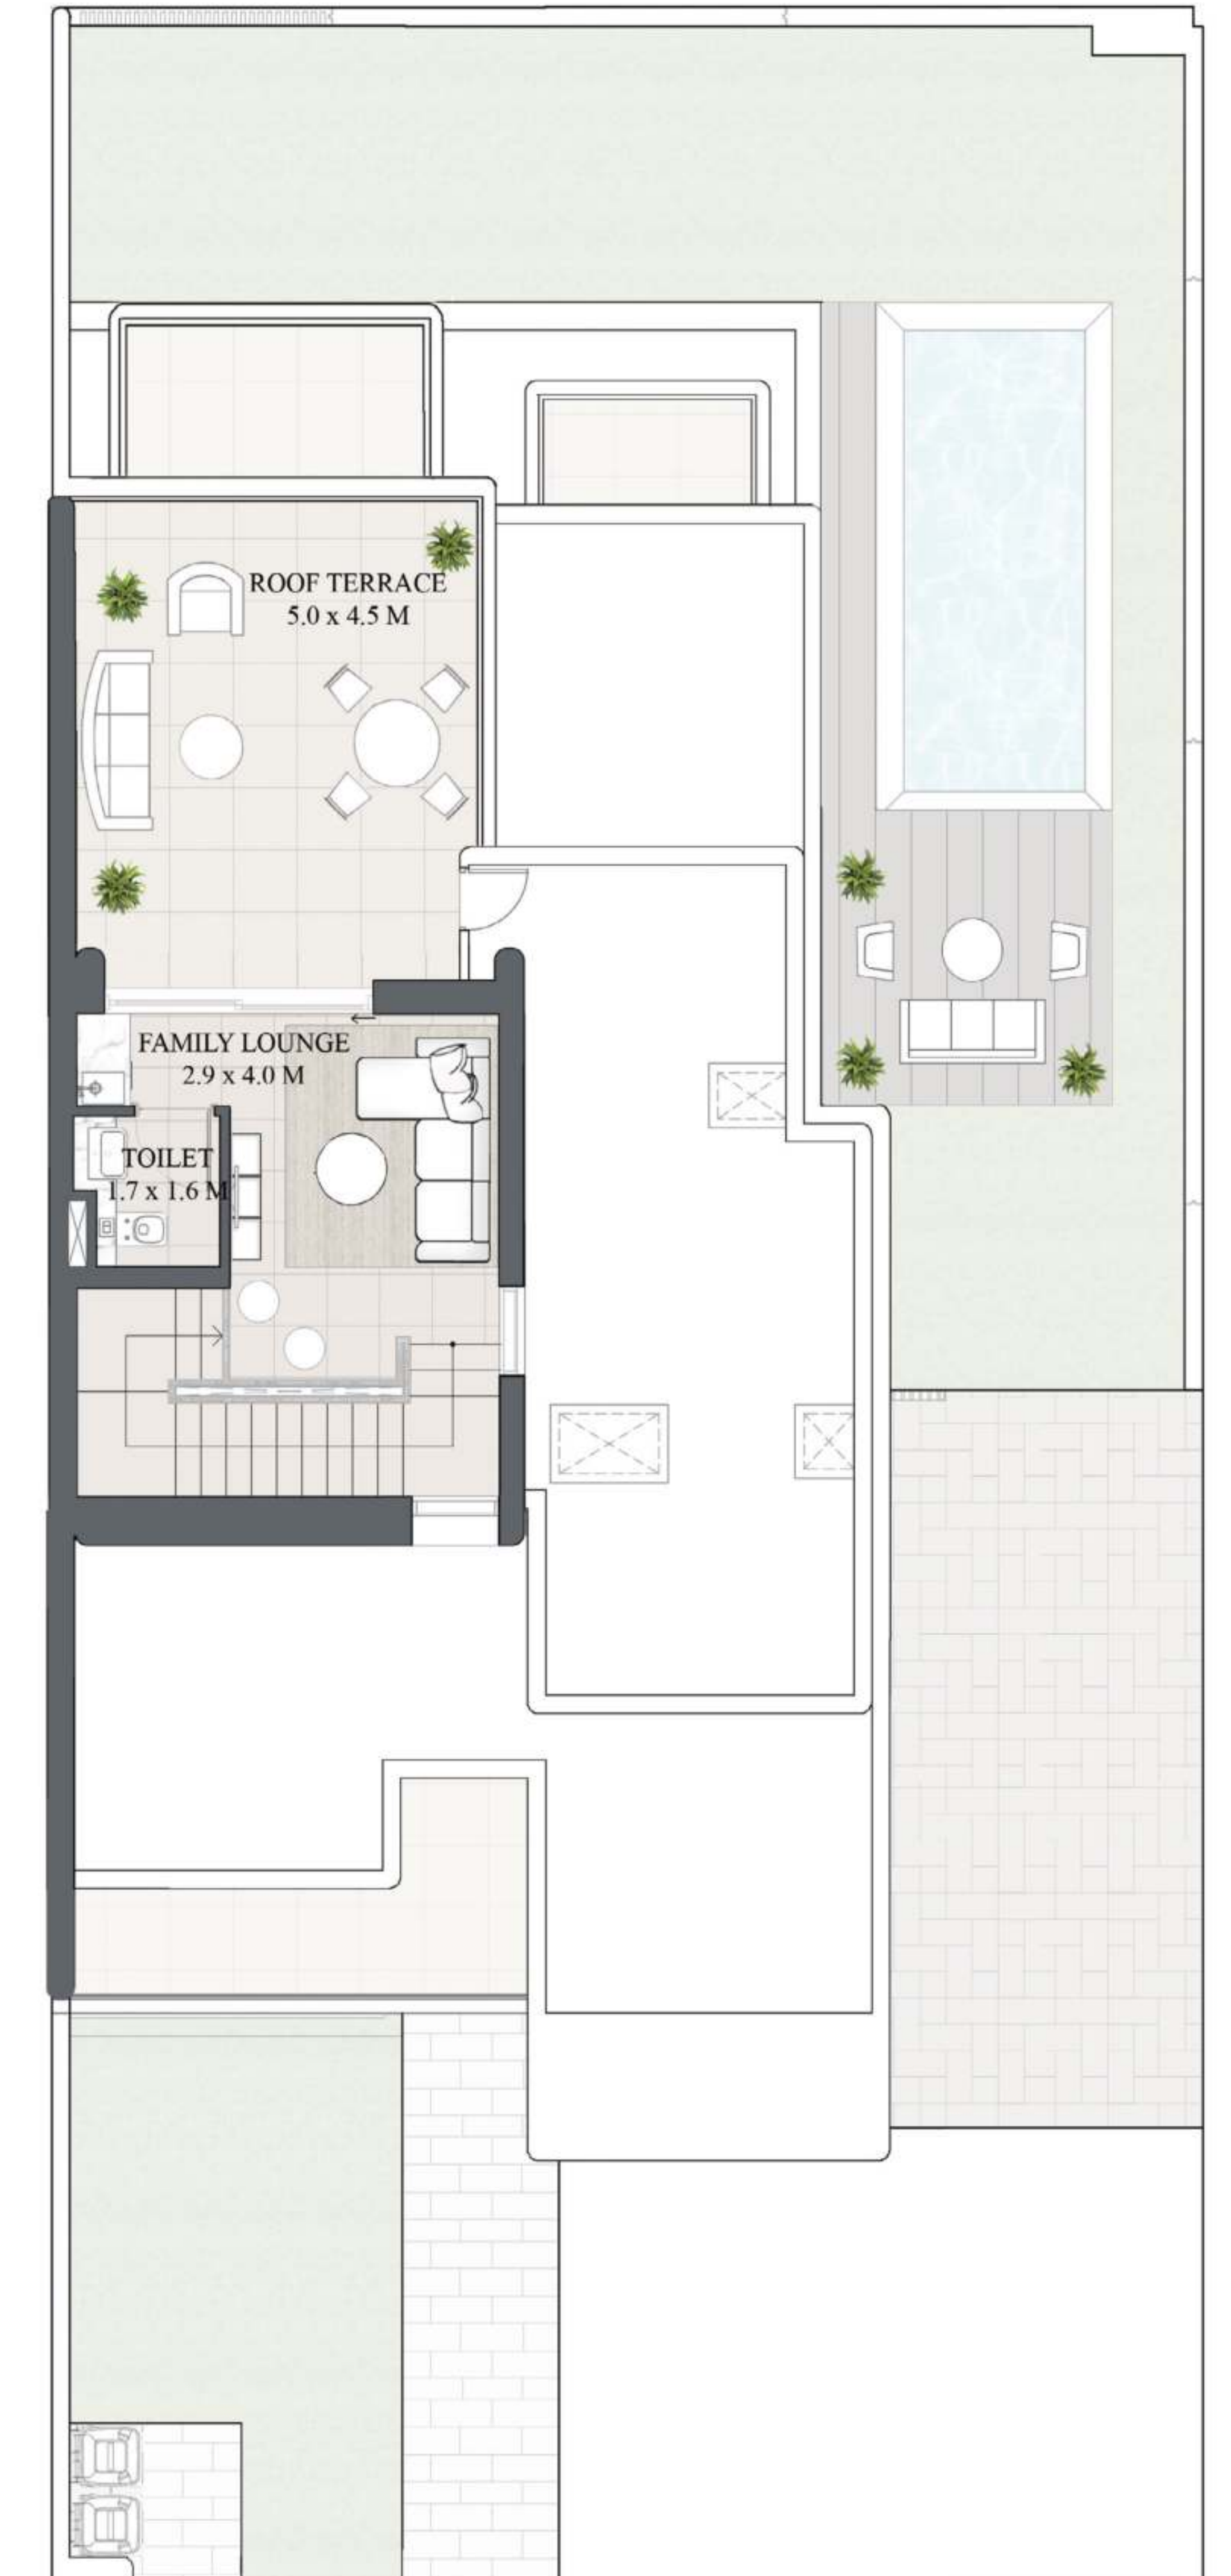 ROOF TERRACE
5.0 x 4.5 M
FAMILY LOUNGE
2.9 x 4.0 M
TOILET
1.7 x 1.6 M